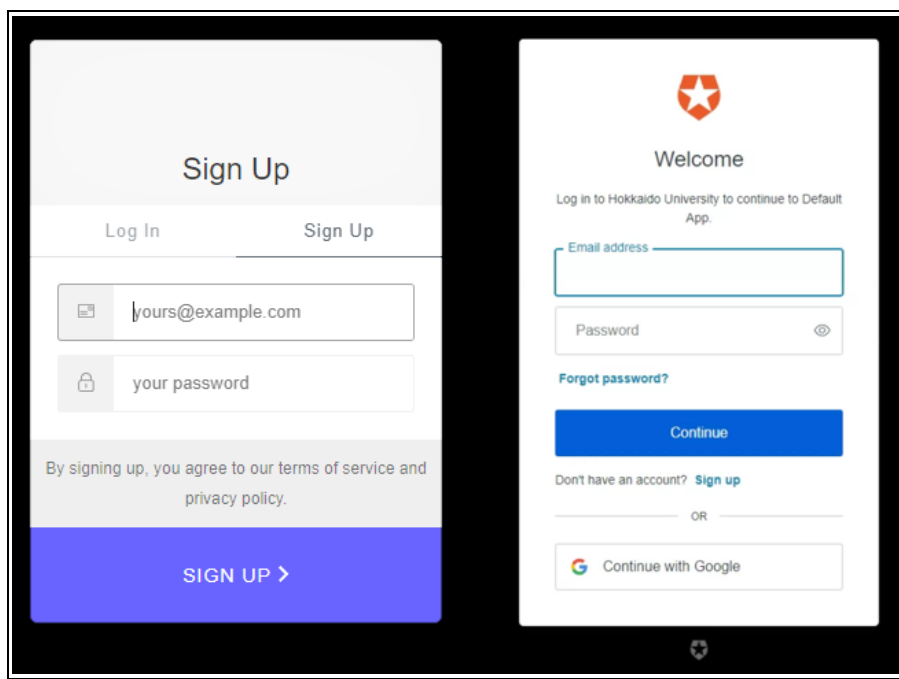 Sign Up
Log In
Sign Up
yours@example.com
your password
By signing up, you agree to our terms of service and
privacy policy.
SIGN UP
Welcome
Log in to Hokkaido University to continue to Default
App.
Email address
Password
Forgot password?
Continue
Don't have an account? Sign up
OR
Continue with Google